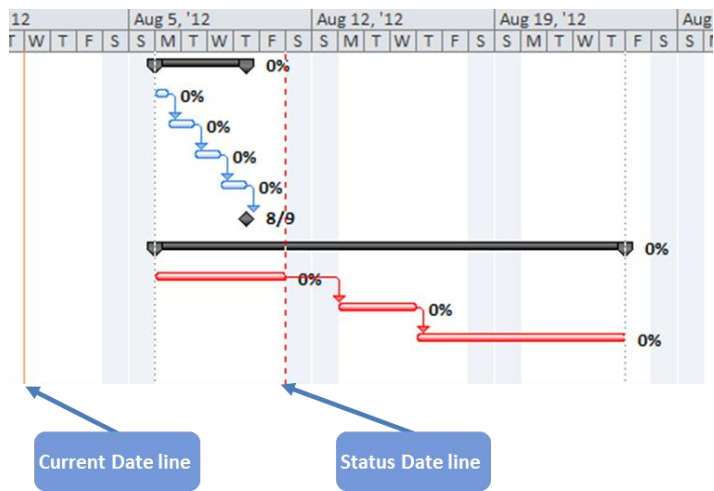 12 Aug 5, '12 Aug 12, '12 Aug 19, '12 Aug
T W T F S S M T W T F S S M T W T F S S M T W T F S S
0%
0%
0%
0%
0%
8/9
0%
0%
0%
0%
Current Date line
Status Date line